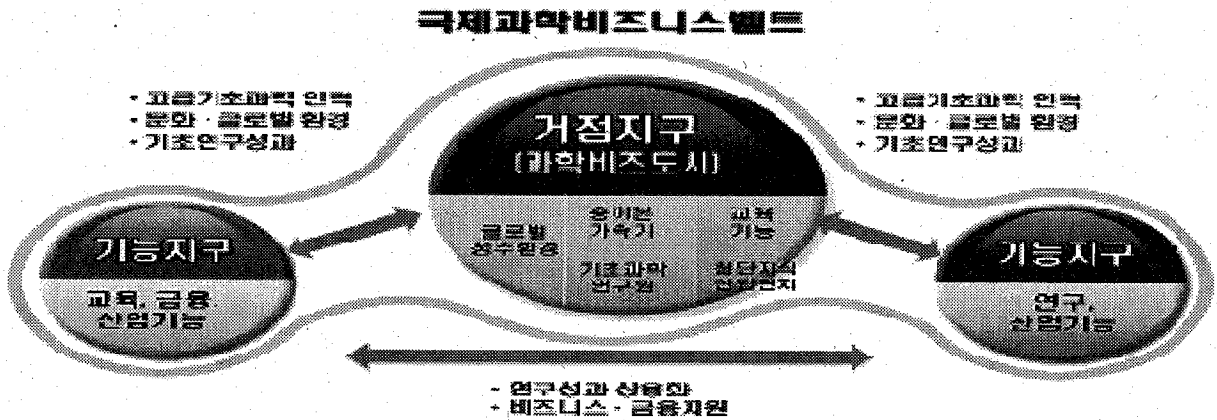 국제과학비즈니스벨트
· 고급기초과학 인력
· 문화 · 글로벌 환경
· 기초연구성과
· 고급기초과학 인력
· 문화 · 글로벌 환경
· 기초연구성과
거점지구
(과학비즈도시)
글로벌
정주환경
중이온
가속기
기초과학
연구원
교육
기능
첨단지식
산업단지
기능지구
교육, 금융
산업기능
기능지구
연구,
산업기능
- 연구성과 상용화
- 비즈니스 · 금융지원